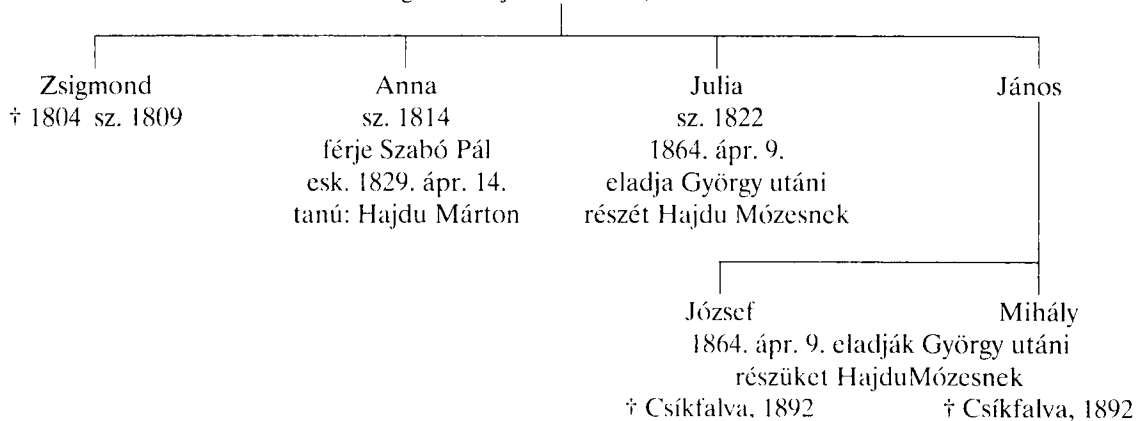 Zsigmond Anna Julia János
† 1804 sz. 1809 sz. 1814 sz. 1822
férje Szabó Pál 1864. ápr. 9.
esk. 1829. ápr. 14. eladja György utáni
tanú: Hajdu Márton részét Hajdu Mózesnek
József Mihály
1864. ápr. 9. eladják György utáni
részüket HajduMózesnek
† Csíkfalva, 1892 † Csíkfalva, 1892